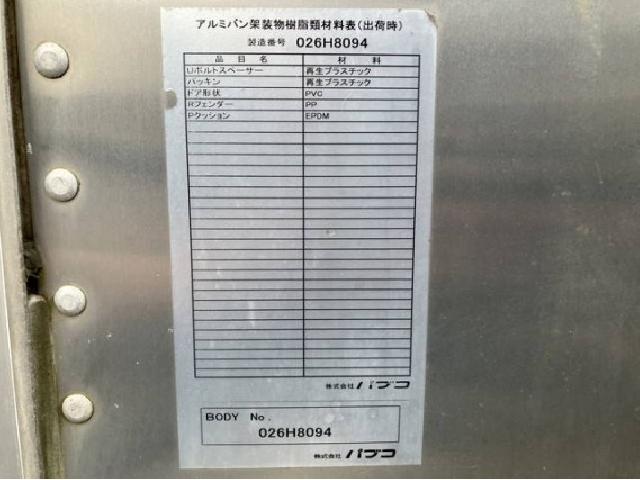 アルミバン架装物樹脂類材料表(出荷時)
製造番号 026H8094
品目名 材料
Uボルトスペーサー 再生プラスチック
パッキン 再生プラスチック
ドア形状 PVC
Rフェンダー PP
Pクッション EPDM
株式会社 パブコ
BODY No. 026H8094
株式会社 パブコ